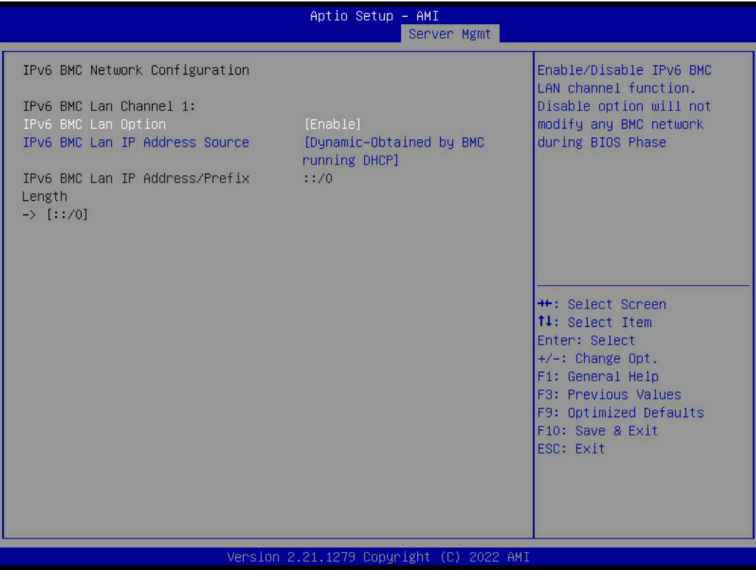 Aptio Setup – AMI
Server Mgmt
IPv6 BMC Network Configuration
IPv6 BMC Lan Channel 1:
IPv6 BMC Lan Option [Enable]
IPv6 BMC Lan IP Address Source [Dynamic-Obtained by BMC
running DHCP]
IPv6 BMC Lan IP Address/Prefix ::/0
Length
-> [::/0]
Enable/Disable IPv6 BMC
LAN channel function.
Disable option will not
modify any BMC network
during BIOS Phase
→←: Select Screen
↑↓: Select Item
Enter: Select
+/-: Change Opt.
F1: General Help
F3: Previous Values
F9: Optimized Defaults
F10: Save & Exit
ESC: Exit
Version 2.21.1279 Copyright (C) 2022 AMI